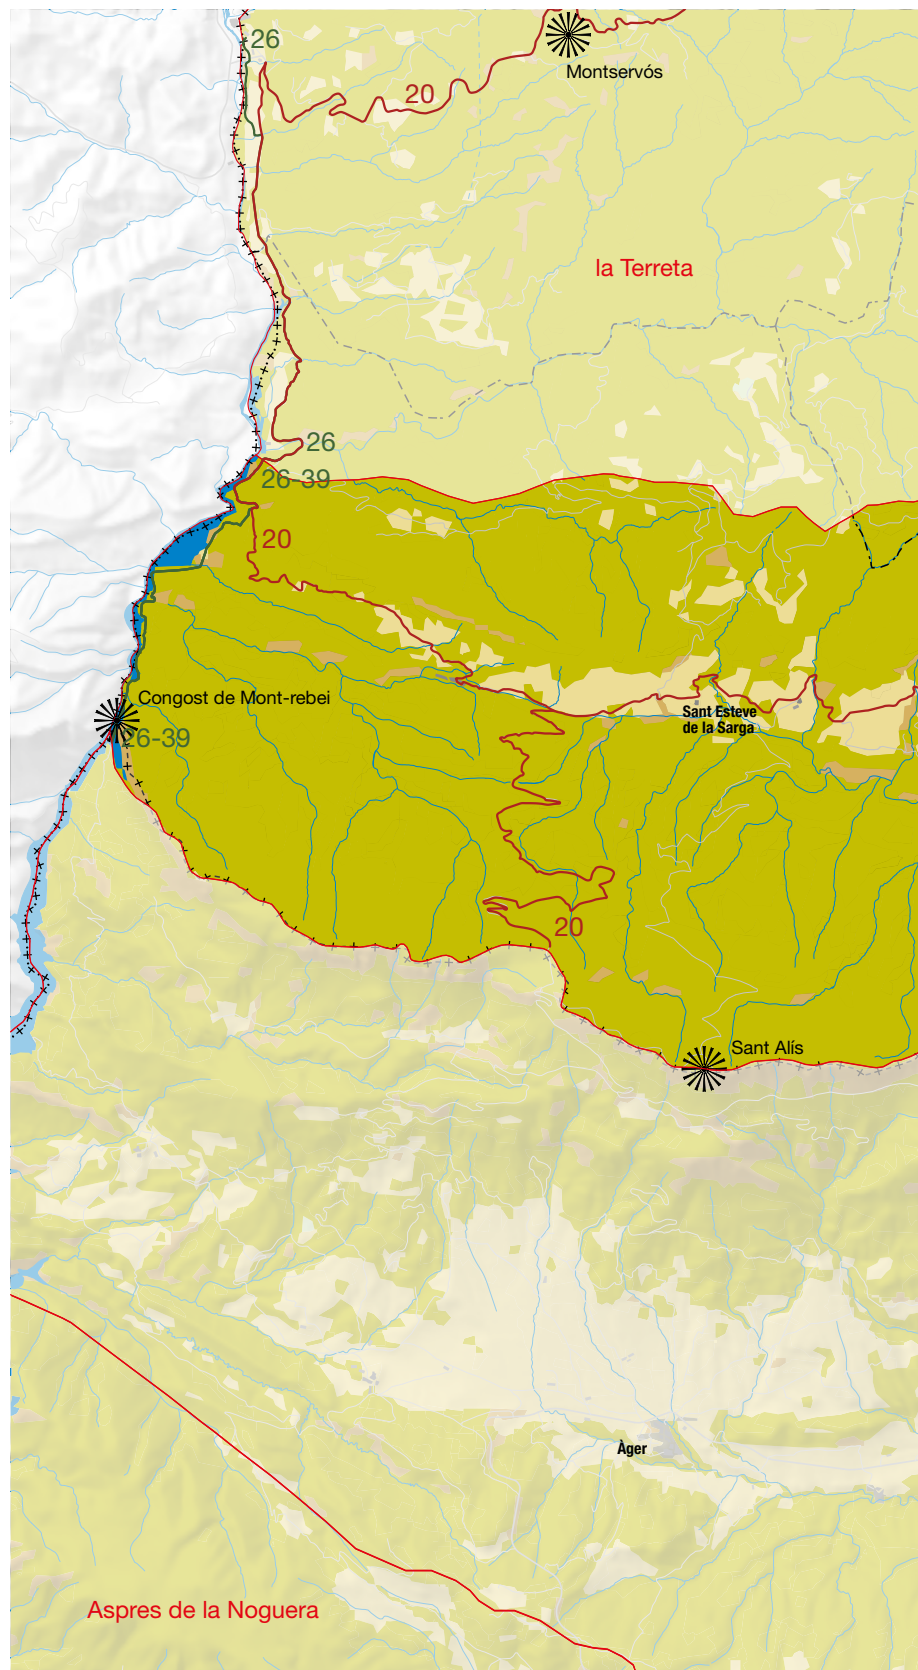 26
Montservós
20
la Terreta
26
26-39
20
Congost de Mont-rebei
Sant Esteve
de la Sarga
26-39
20
Sant Alís
Àger
Aspres de la Noguera